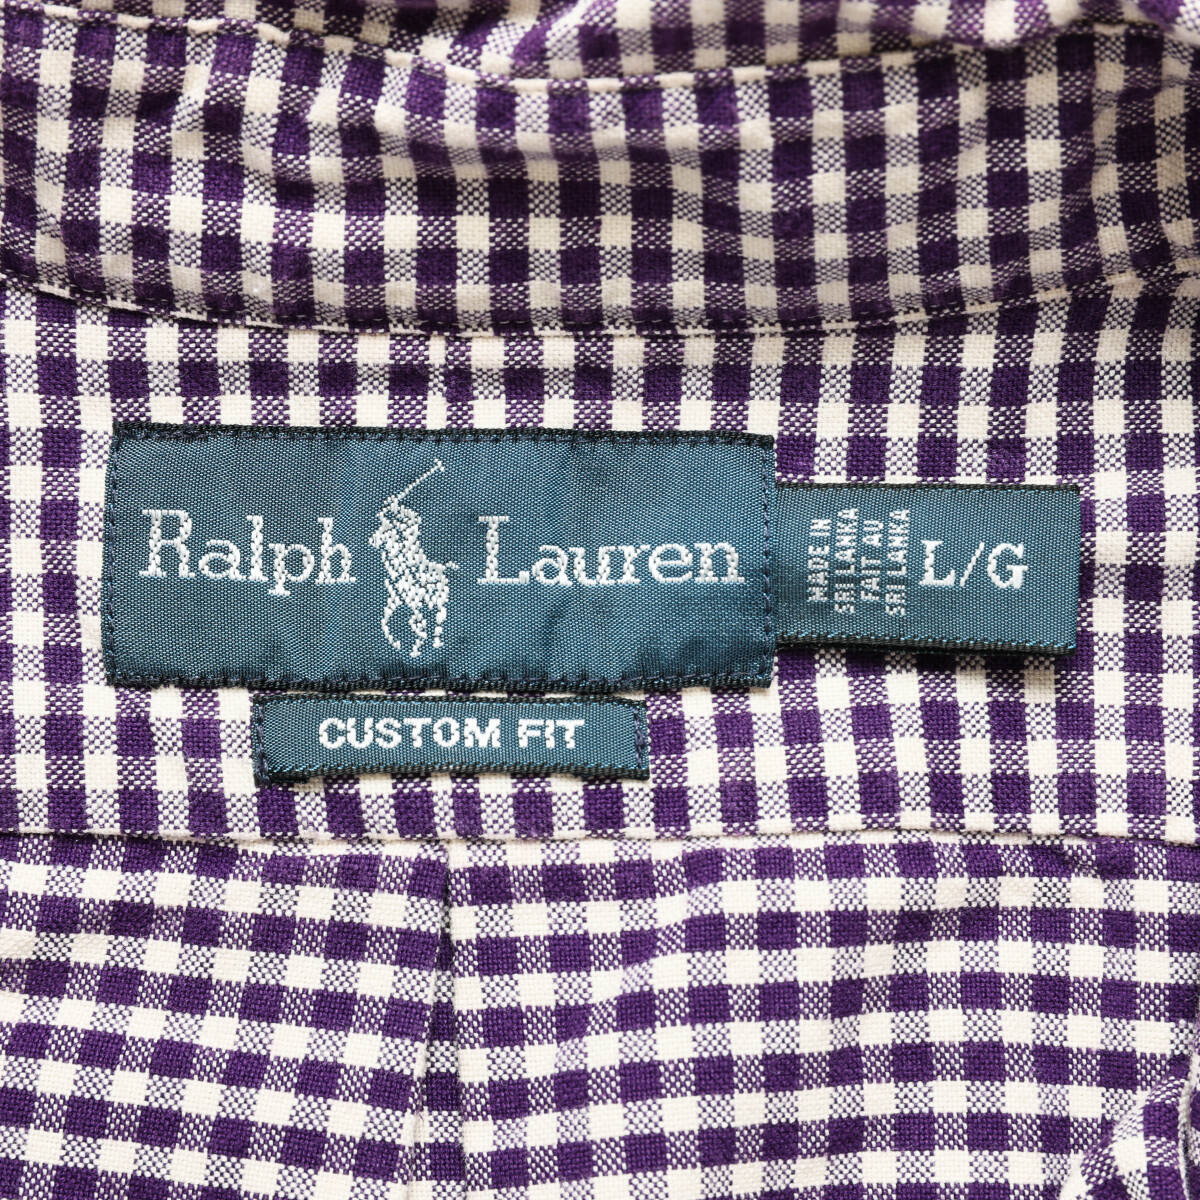 Ralph Lauren
MADE IN
SRI LANKA
FAIT AU
SRI LANKA
L/G
CUSTOM FIT